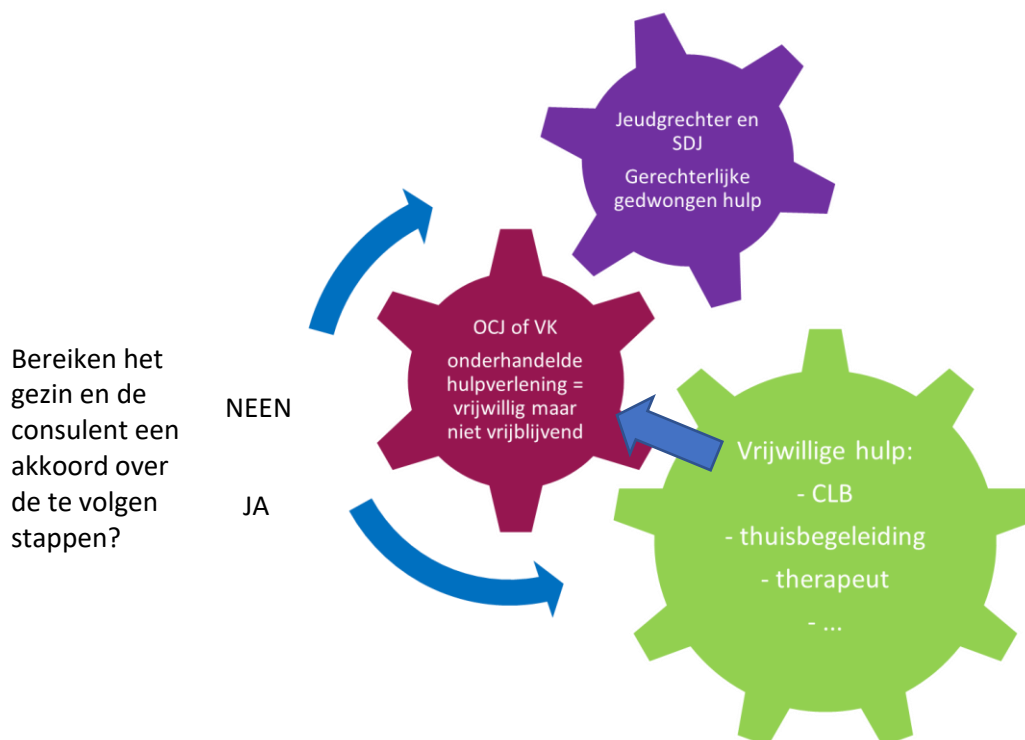 Jeudgrechter en
SDJ
Gerechterlijke
gedwongen hulp
OCJ of VK
onderhandelde
hulpverlening =
vrijwillig maar
niet vrijblijvend
Bereiken het
gezin en de
consulent een
akkoord over
de te volgen
stappen?
NEEN
JA
Vrijwillige hulp:
- CLB
- thuisbegeleiding
- therapeut
- ...